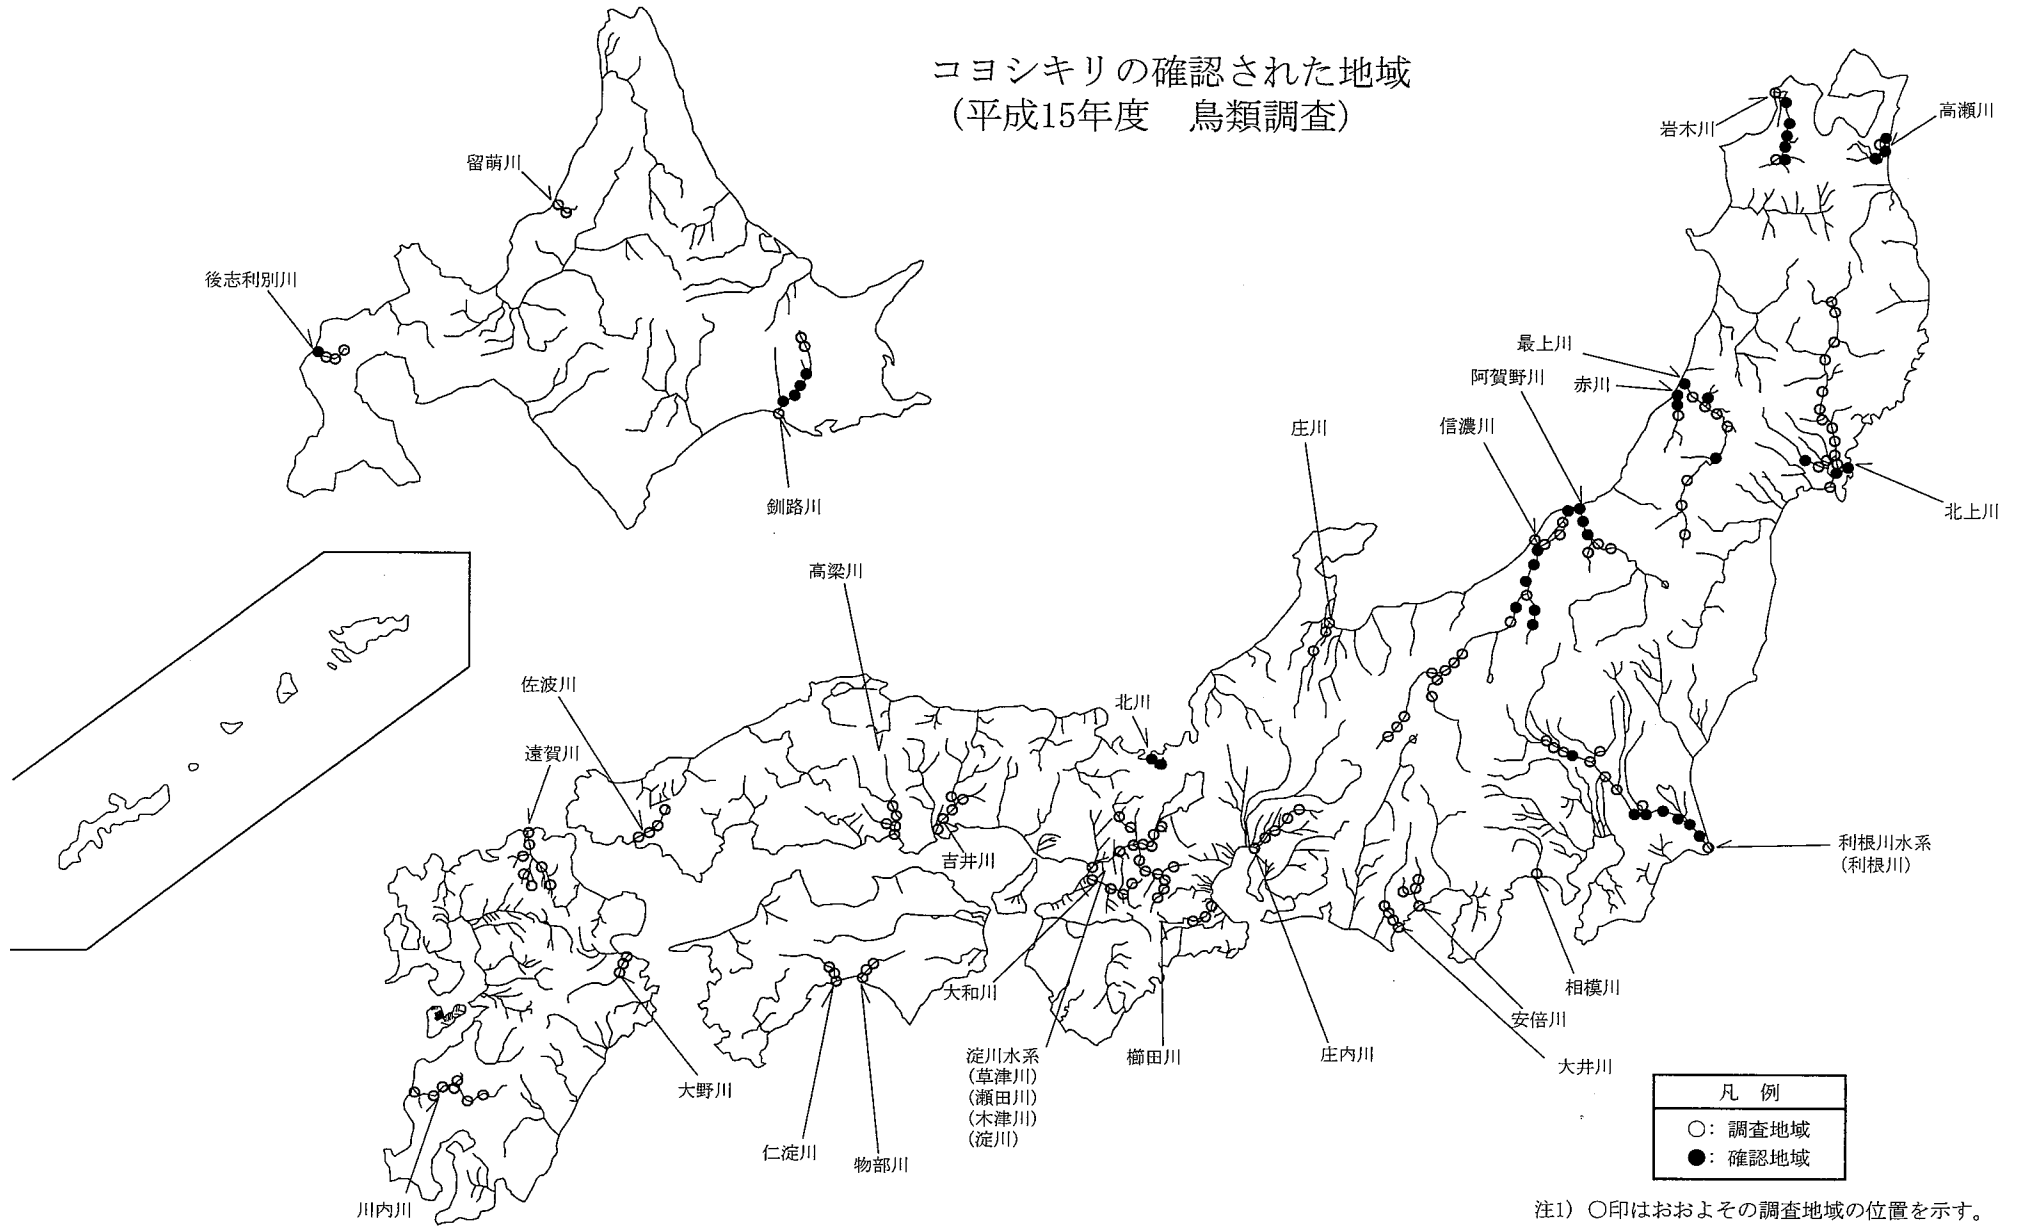 コヨシキリの確認された地域
(平成15年度　鳥類調査)
留萌川
後志利別川
釧路川
岩木川
高瀬川
最上川
阿賀野川
赤川
信濃川
庄川
北上川
高梁川
佐波川
北川
遠賀川
吉井川
利根川水系
(利根川)
大和川
相模川
安倍川
淀川水系
(草津川)
(瀬田川)
(木津川)
(淀川)
櫛田川
庄内川
大井川
大野川
仁淀川
物部川
川内川
凡　例
○：調査地域
●：確認地域
注1）○印はおおよその調査地域の位置を示す。